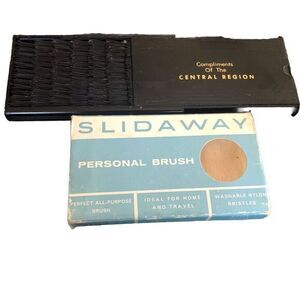 Compliments
Of The
CENTRAL REGION
SLIDAWAY
PERSONAL BRUSH
PERFECT ALL-PURPOSE
BRUSH
IDEAL FOR HOME
AND TRAVEL
WASHABLE NYLON
BRISTLES